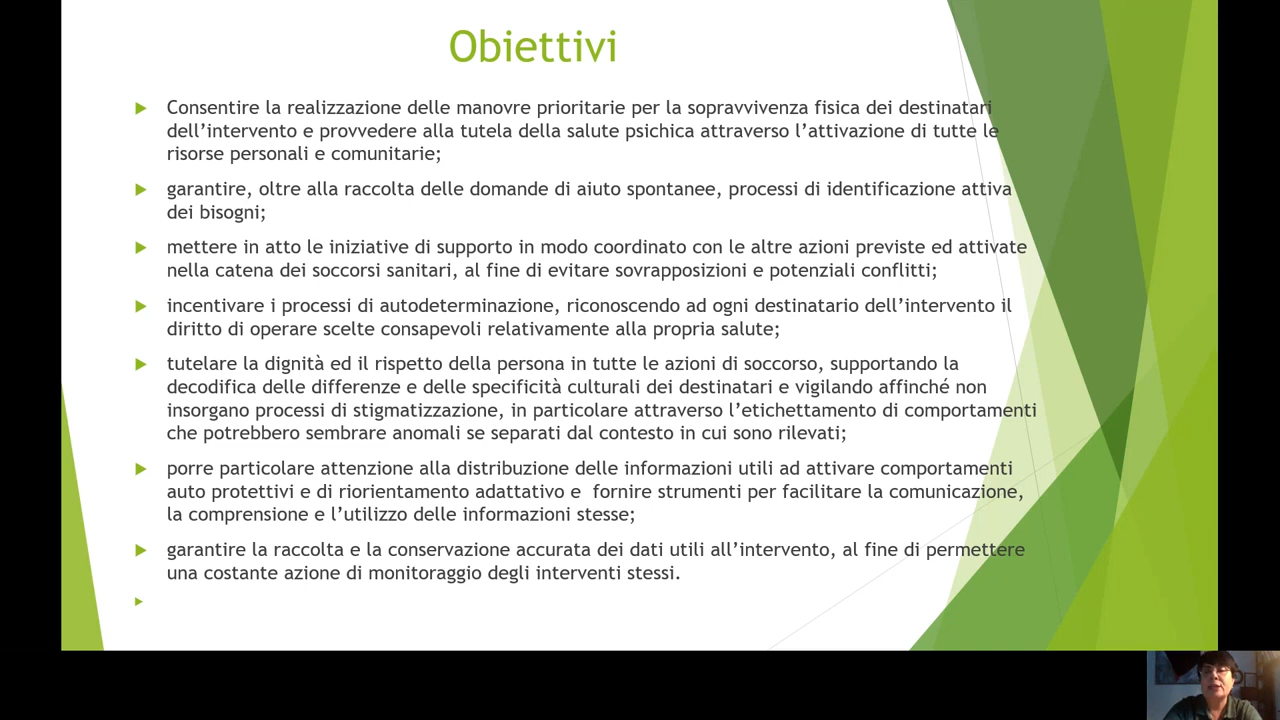 Obiettivi
Consentire la realizzazione delle manovre prioritarie per la sopravvivenza fisica dei destinatari
dell’intervento e provvedere alla tutela della salute psichica attraverso l’attivazione di tutte le
risorse personali e comunitarie;
garantire, oltre alla raccolta delle domande di aiuto spontanee, processi di identificazione attiva
dei bisogni;
mettere in atto le iniziative di supporto in modo coordinato con le altre azioni previste ed attivate
nella catena dei soccorsi sanitari, al fine di evitare sovrapposizioni e potenziali conflitti;
incentivare i processi di autodeterminazione, riconoscendo ad ogni destinatario dell’intervento il
diritto di operare scelte consapevoli relativamente alla propria salute;
tutelare la dignità ed il rispetto della persona in tutte le azioni di soccorso, supportando la
decodifica delle differenze e delle specificità culturali dei destinatari e vigilando affinché non
insorgano processi di stigmatizzazione, in particolare attraverso l’etichettamento di comportamenti
che potrebbero sembrare anomali se separati dal contesto in cui sono rilevati;
porre particolare attenzione alla distribuzione delle informazioni utili ad attivare comportamenti
auto protettivi e di riorientamento adattativo e  fornire strumenti per facilitare la comunicazione,
la comprensione e l’utilizzo delle informazioni stesse;
garantire la raccolta e la conservazione accurata dei dati utili all’intervento, al fine di permettere
una costante azione di monitoraggio degli interventi stessi.